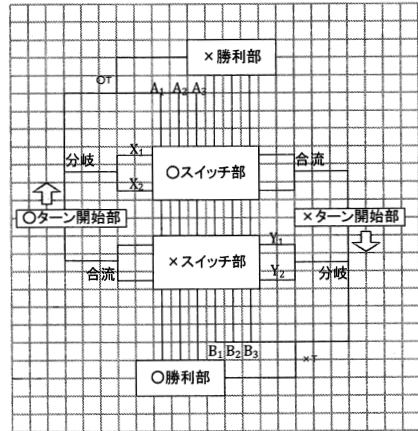 ×勝利部
○T
A₁ A₂ A₃
X₁
分岐
合流
○スイッチ部
X₂
○ターン開始部
×ターン開始部
Y₁
×スイッチ部
合流
Y₂
分岐
B₁ B₂ B₃
×T
○勝利部